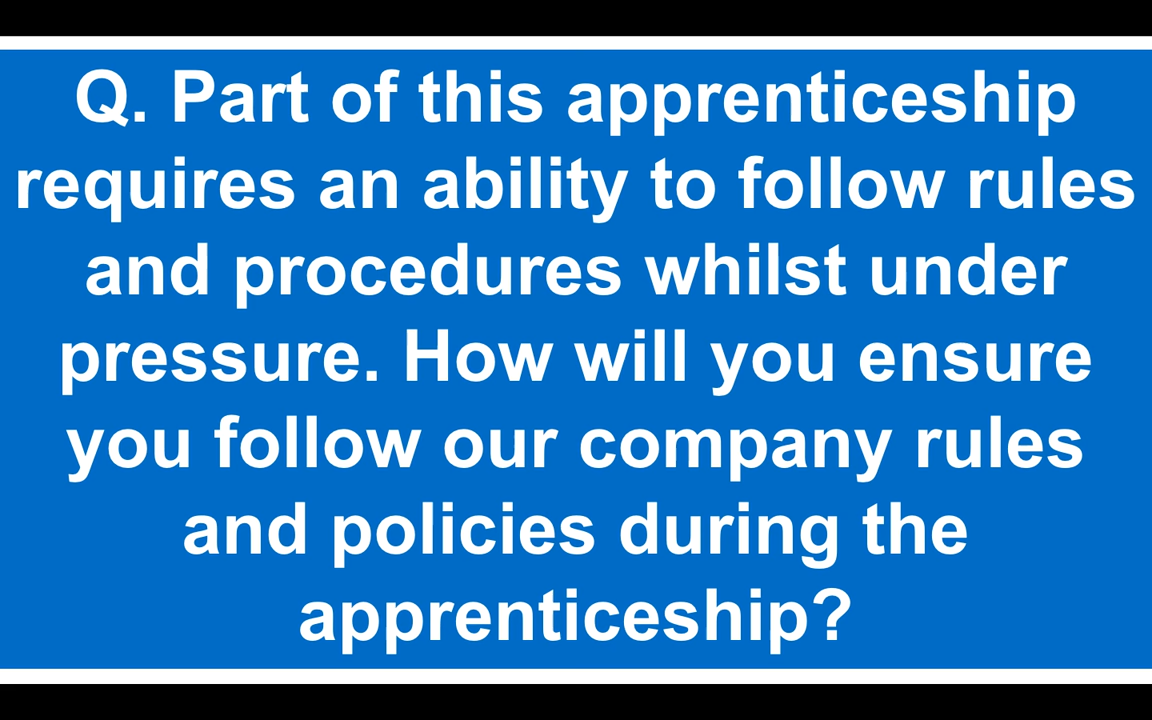 Q. Part of this apprenticeship
requires an ability to follow rules
and procedures whilst under
pressure. How will you ensure
you follow our company rules
and policies during the
apprenticeship?